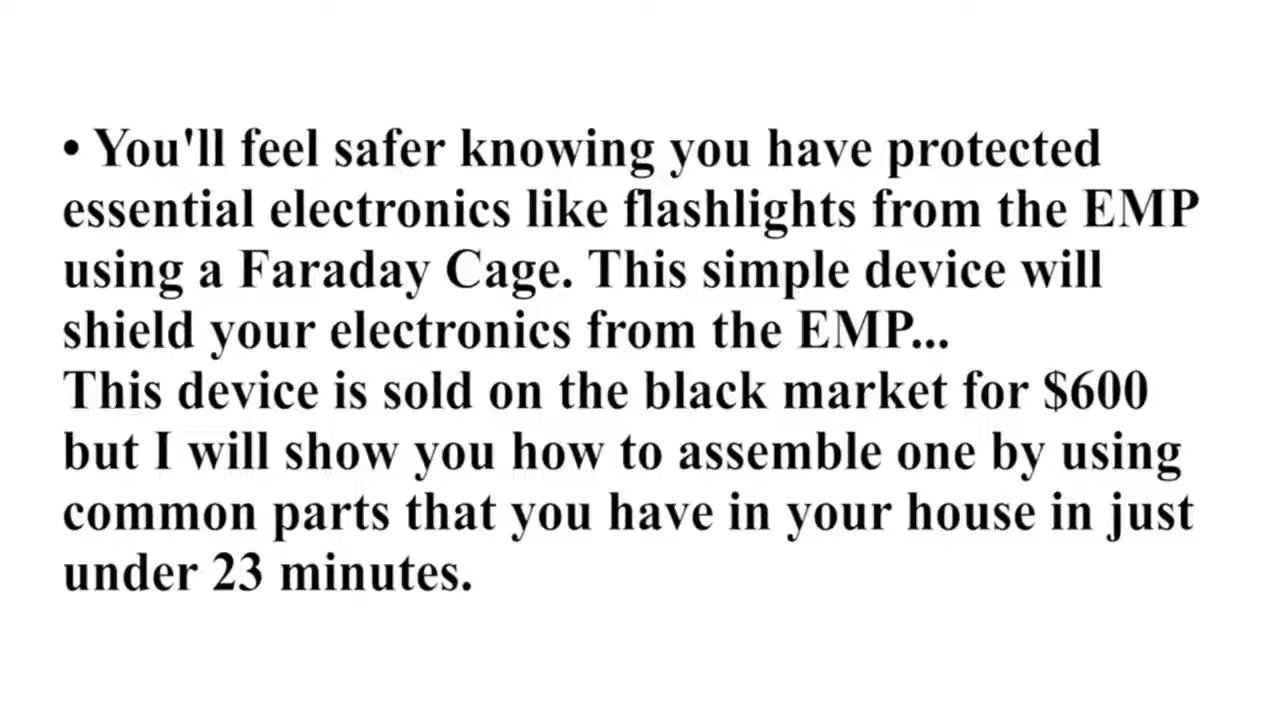 • You'll feel safer knowing you have protected
essential electronics like flashlights from the EMP
using a Faraday Cage. This simple device will
shield your electronics from the EMP...
This device is sold on the black market for $600
but I will show you how to assemble one by using
common parts that you have in your house in just
under 23 minutes.